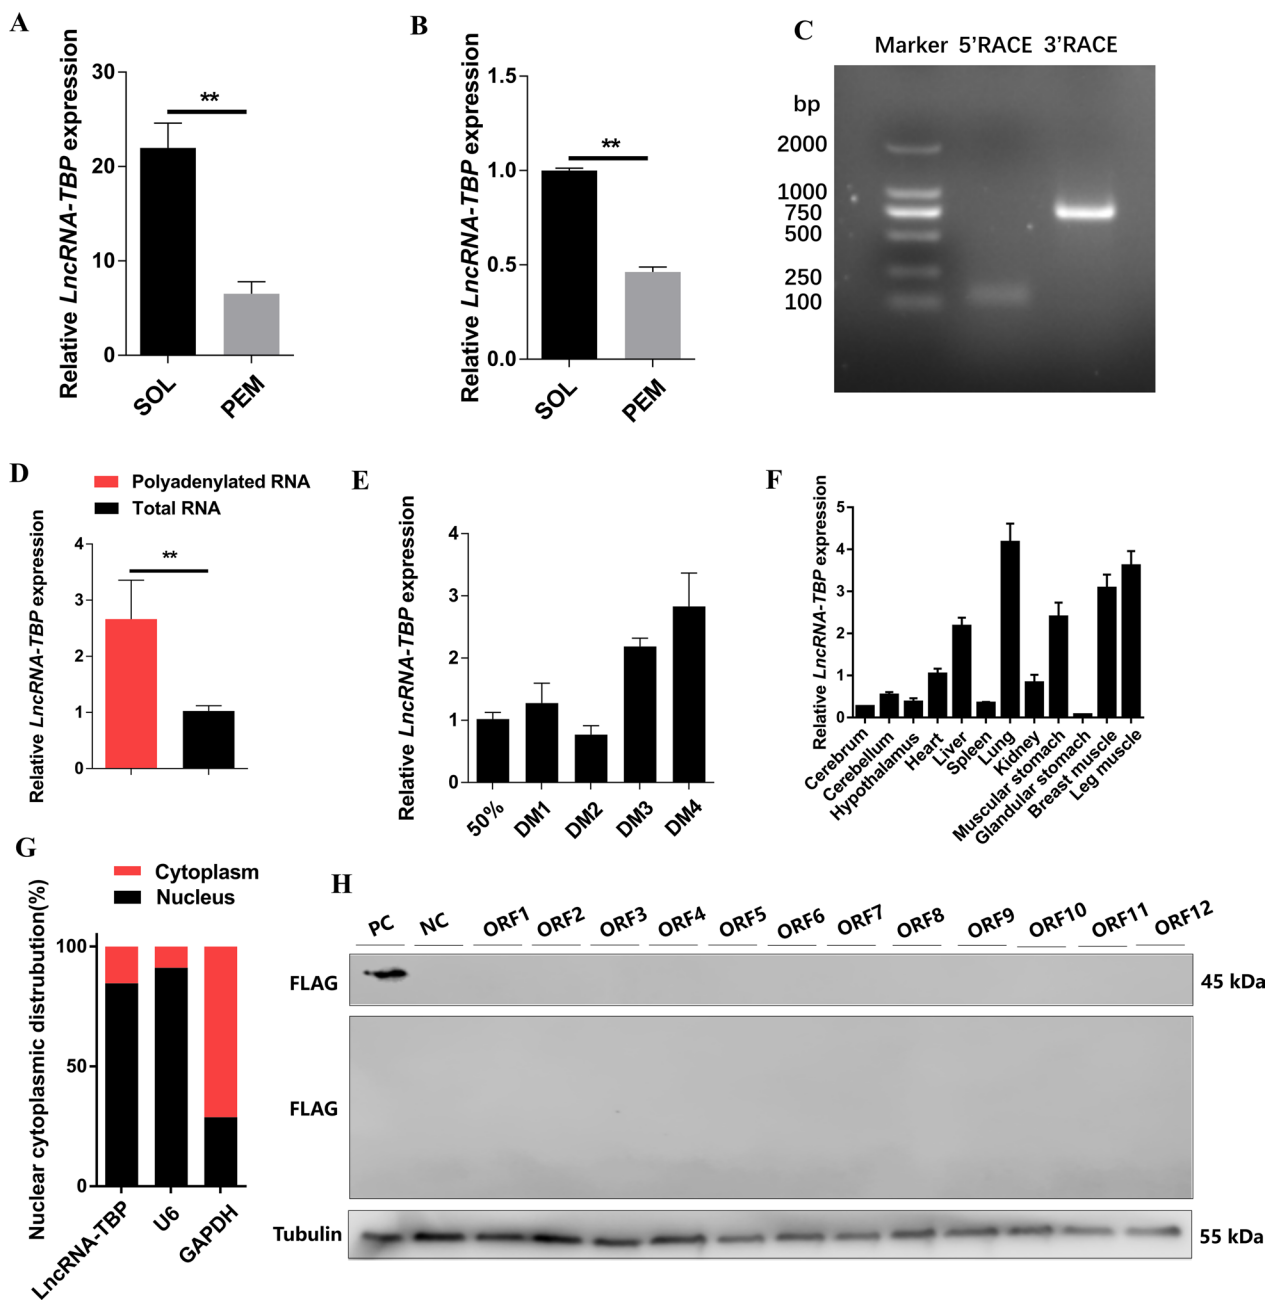 A
Relative LncRNA-TBP expression
30
20
10
0
**
SOL
PEM
B
Relative LncRNA-TBP expression
1.5
1.0
0.5
0.0
**
SOL
PEM
C
Marker 5'RACE 3'RACE
bp
2000
1000
750
500
250
100
D
Polyadenylated RNA
Total RNA
Relative LncRNA-TBP expression
4
3
2
1
0
**
E
Relative LncRNA-TBP expression
4
3
2
1
0
50%
DM1
DM2
DM3
DM4
F
Relative LncRNA-TBP expression
5
4
3
2
1
0
Cerebrum
Cerebellum
Hypothalamus
Heart
Liver
Spleen
Lung
Kidney
Muscular stomach
Glandular stomach
Breast muscle
Leg muscle
G
Cytoplasm
Nucleus
Nuclear cytoplasmic distrubution(%)
100
50
0
LncRNA-TBP
U6
GAPDH
H
PC NC ORF1 ORF2 ORF3 ORF4 ORF5 ORF6 ORF7 ORF8 ORF9 ORF10 ORF11 ORF12
FLAG 45 kDa
FLAG
Tubulin 55 kDa